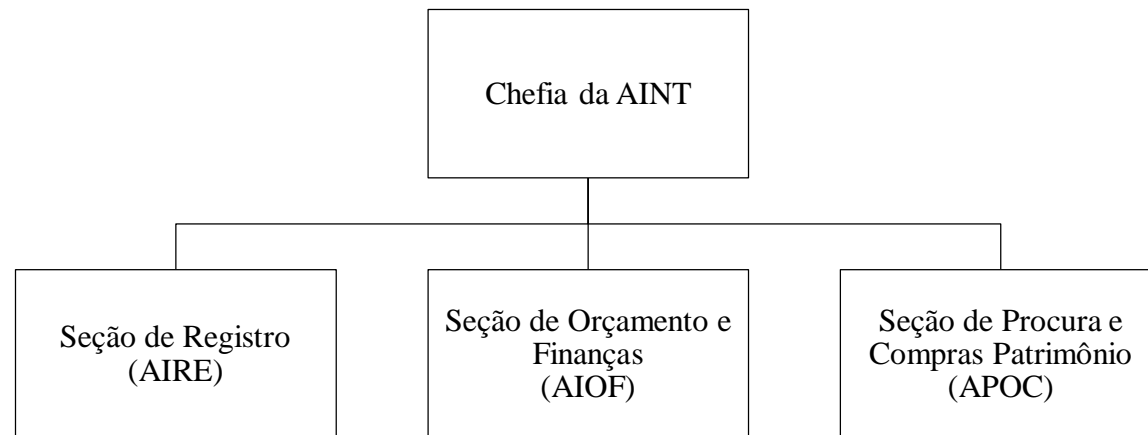 Chefia da AINT
Seção de Registro
(AIRE)
Seção de Orçamento e
Finanças
(AIOF)
Seção de Procura e
Compras Patrimônio
(APOC)